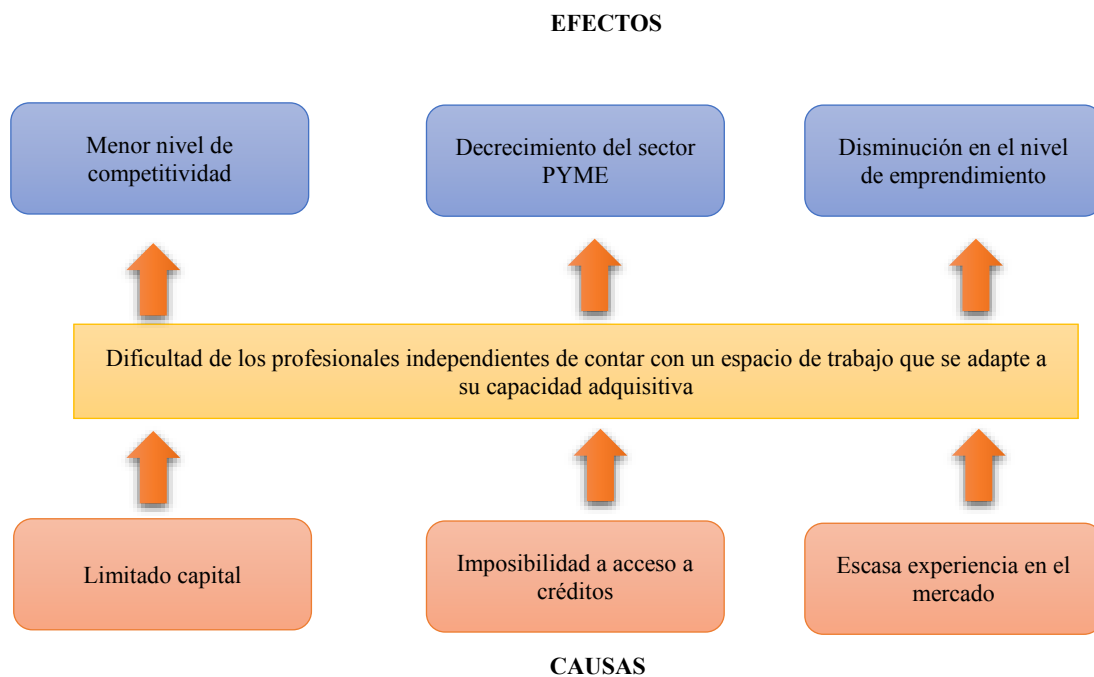 EFECTOS
Menor nivel de
competitividad
Decrecimiento del sector
PYME
Disminución en el nivel
de emprendimiento
Dificultad de los profesionales independientes de contar con un espacio de trabajo que se adapte a
su capacidad adquisitiva
Limitado capital
Imposibilidad a acceso a
créditos
Escasa experiencia en el
mercado
CAUSAS